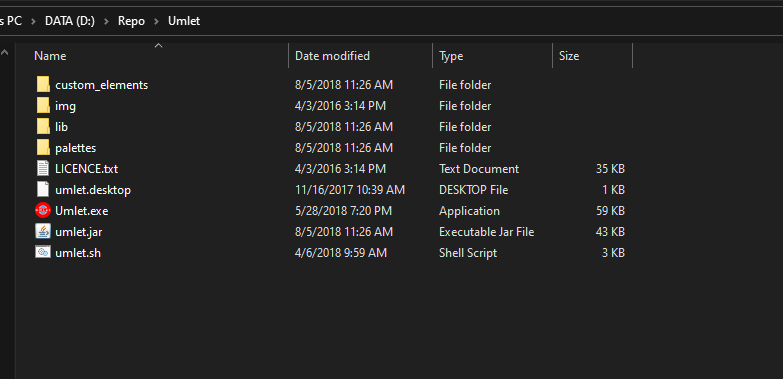 s PC > DATA (D:) > Repo > Umlet
Name Date modified Type Size
custom_elements 8/5/2018 11:26 AM File folder
img 4/3/2016 3:14 PM File folder
lib 8/5/2018 11:26 AM File folder
palettes 8/5/2018 11:26 AM File folder
LICENCE.txt 4/3/2016 3:14 PM Text Document 35 KB
umlet.desktop 11/16/2017 10:39 AM DESKTOP File 1 KB
Umlet.exe 5/28/2018 7:20 PM Application 59 KB
umlet.jar 8/5/2018 11:26 AM Executable Jar File 43 KB
umlet.sh 4/6/2018 9:59 AM Shell Script 3 KB